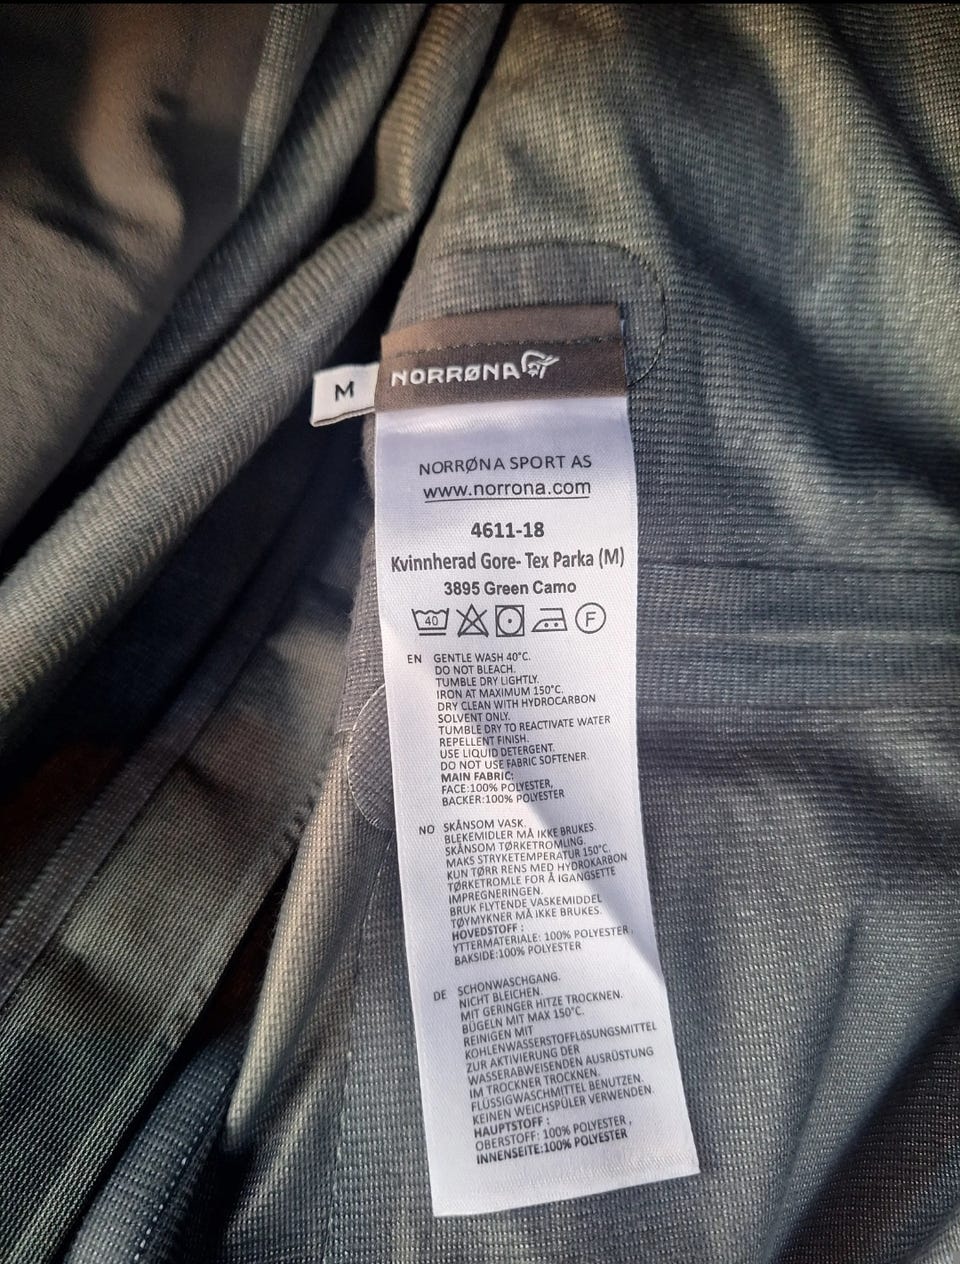 M
NORRØNA
NORRØNA SPORT AS
www.norrona.com
4611-18
Kvinnherad Gore- Tex Parka (M)
3895 Green Camo
40 F
EN GENTLE WASH 40°C.
DO NOT BLEACH.
TUMBLE DRY LIGHTLY.
IRON AT MAXIMUM 150°C.
DRY CLEAN WITH HYDROCARBON
SOLVENT ONLY.
TUMBLE DRY TO REACTIVATE WATER
REPELLENT FINISH.
USE LIQUID DETERGENT.
DO NOT USE FABRIC SOFTENER.
MAIN FABRIC:
FACE:100% POLYESTER,
BACKER:100% POLYESTER
NO SKÅNSOM VASK.
BLEKEMIDLER MÅ IKKE BRUKES.
SKÅNSOM TØRKETROMLING.
MAKS STRYKETEMPERATUR 150°C.
KUN TØRR RENS MED HYDROKARBON
TØRKETROMLE FOR Å IGANGSETTE
IMPREGNERINGEN.
BRUK FLYTENDE VASKEMIDDEL
TØYMYKNER MÅ IKKE BRUKES.
HOVEDSTOFF :
YTTERMATERIALE: 100% POLYESTER ,
BAKSIDE:100% POLYESTER
DE SCHONWASCHGANG.
NICHT BLEICHEN.
MIT GERINGER HITZE TROCKNEN.
BÜGELN MIT MAX 150°C.
REINIGEN MIT
KOHLENWASSERSTOFFLÖSUNGSMITTEL
ZUR AKTIVIERUNG DER
WASSERABWEISENDEN AUSRÜSTUNG
IM TROCKNER TROCKNEN.
FLÜSSIGWASCHMITTEL BENUTZEN.
KEINEN WEICHSPÜLER VERWENDEN.
HAUPTSTOFF :
OBERSTOFF: 100% POLYESTER ,
INNENSEITE:100% POLYESTER